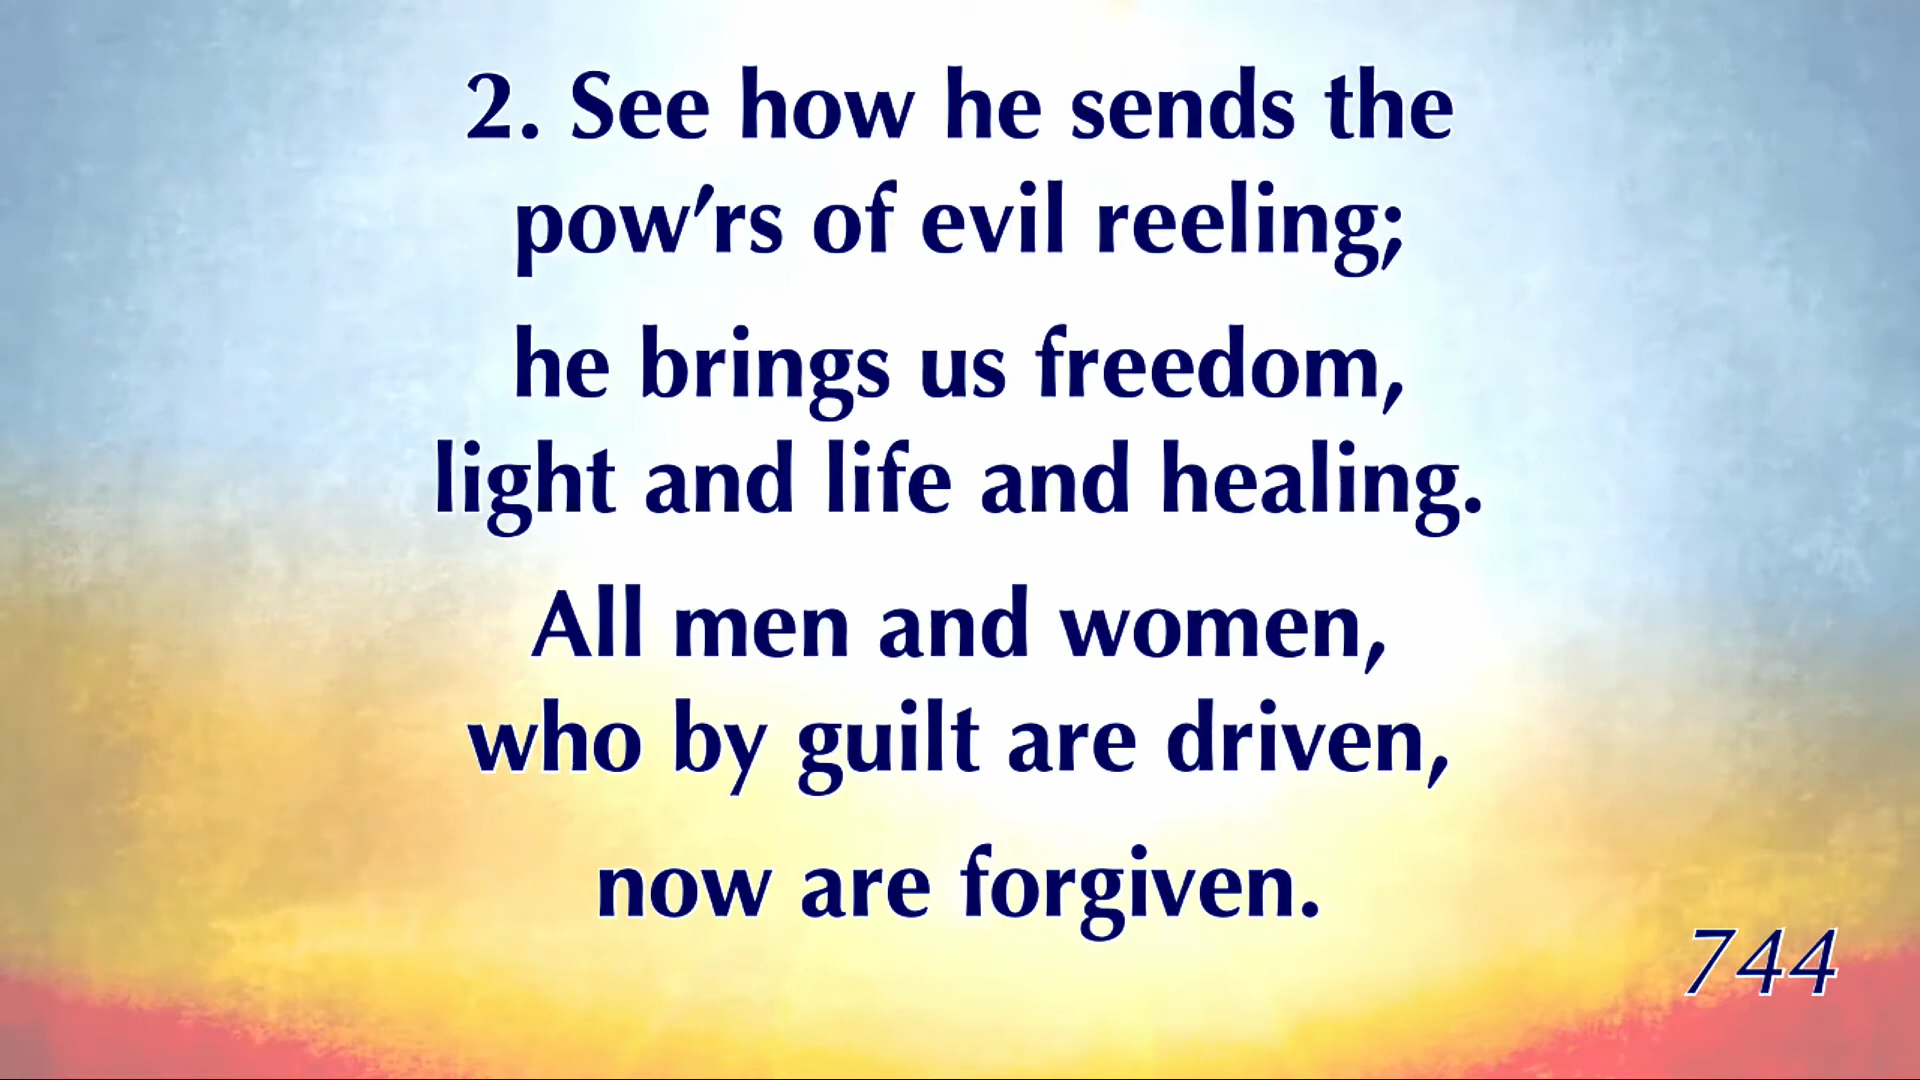 2. See how he sends the
pow’rs of evil reeling;
he brings us freedom,
light and life and healing.
All men and women,
who by guilt are driven,
now are forgiven.
744